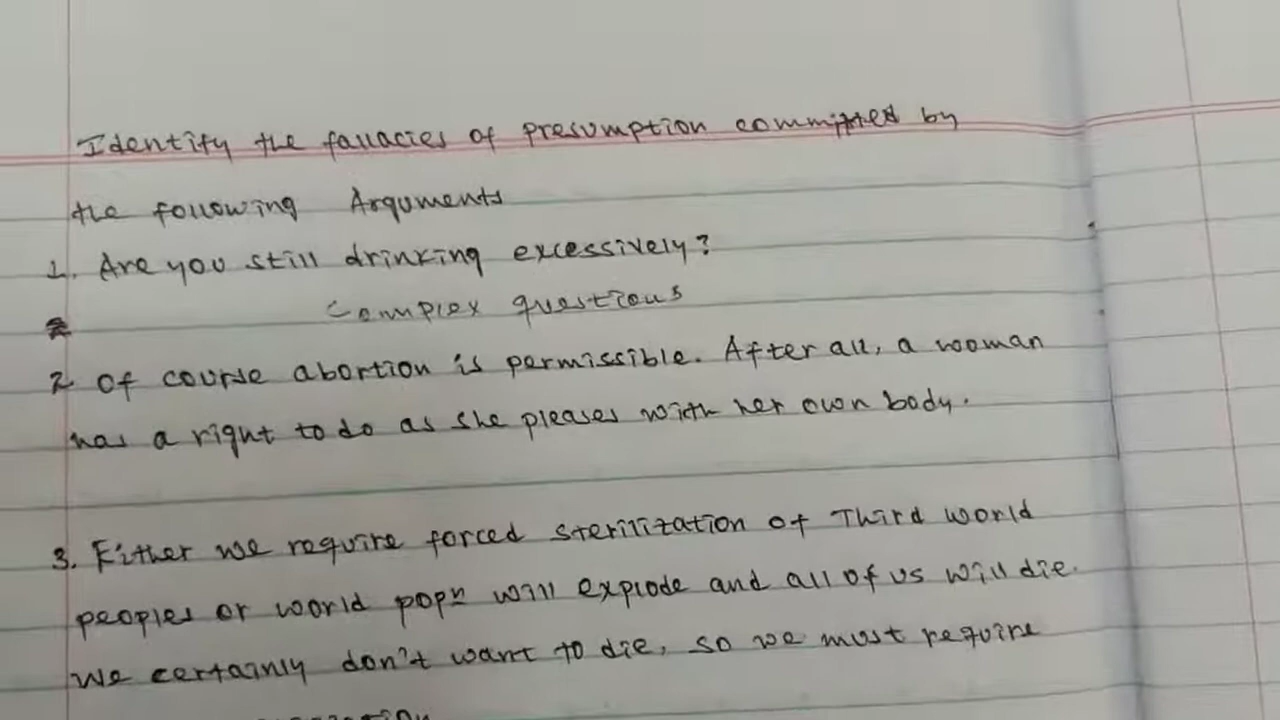 Identify the fallacies of presumption committed by
the following Arguments
1. Are you still drinking excessively?
Complex questions
2 Of course abortion is permissible. After all, a woman
has a right to do as she pleases with her own body.
3. Either we require forced sterilization of Third World
peoples or world popn will explode and all of us will die.
We certainly don't want to die, so we must require